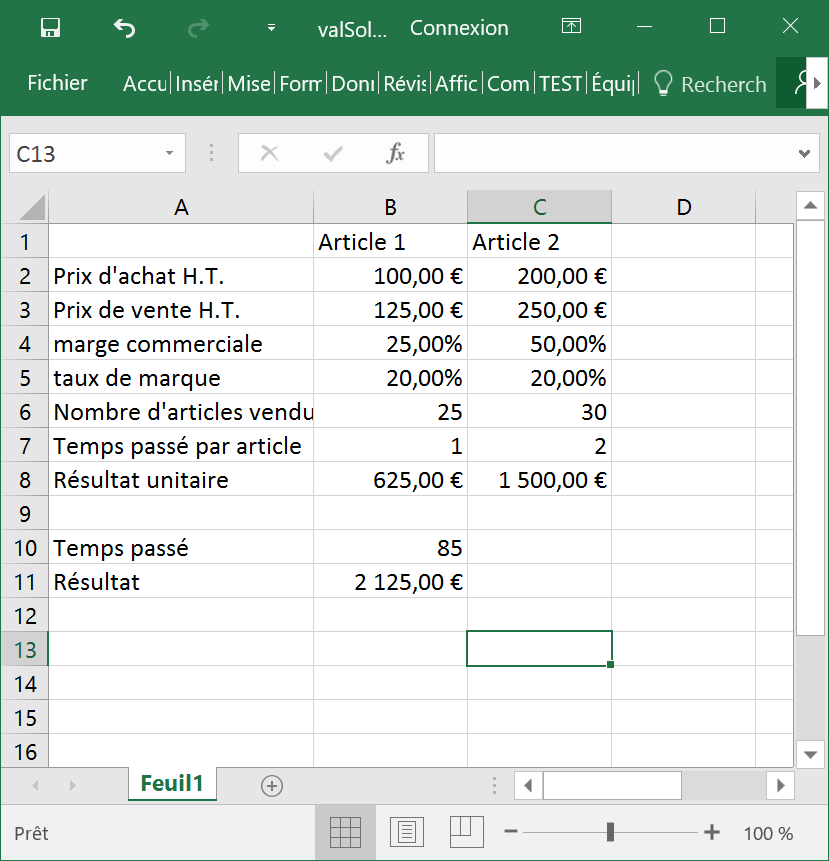 valSol... Connexion
Fichier Accu Insér Mise Form Donn Révis Affic Com TEST Équip Recherch
C13 fx
A B C D
1 Article 1 Article 2
2 Prix d'achat H.T. 100,00 € 200,00 €
3 Prix de vente H.T. 125,00 € 250,00 €
4 marge commerciale 25,00% 50,00%
5 taux de marque 20,00% 20,00%
6 Nombre d'articles vendu 25 30
7 Temps passé par article 1 2
8 Résultat unitaire 625,00 € 1 500,00 €
9
10 Temps passé 85
11 Résultat 2 125,00 €
12
13
14
15
16
Feuil1
Prêt 100 %